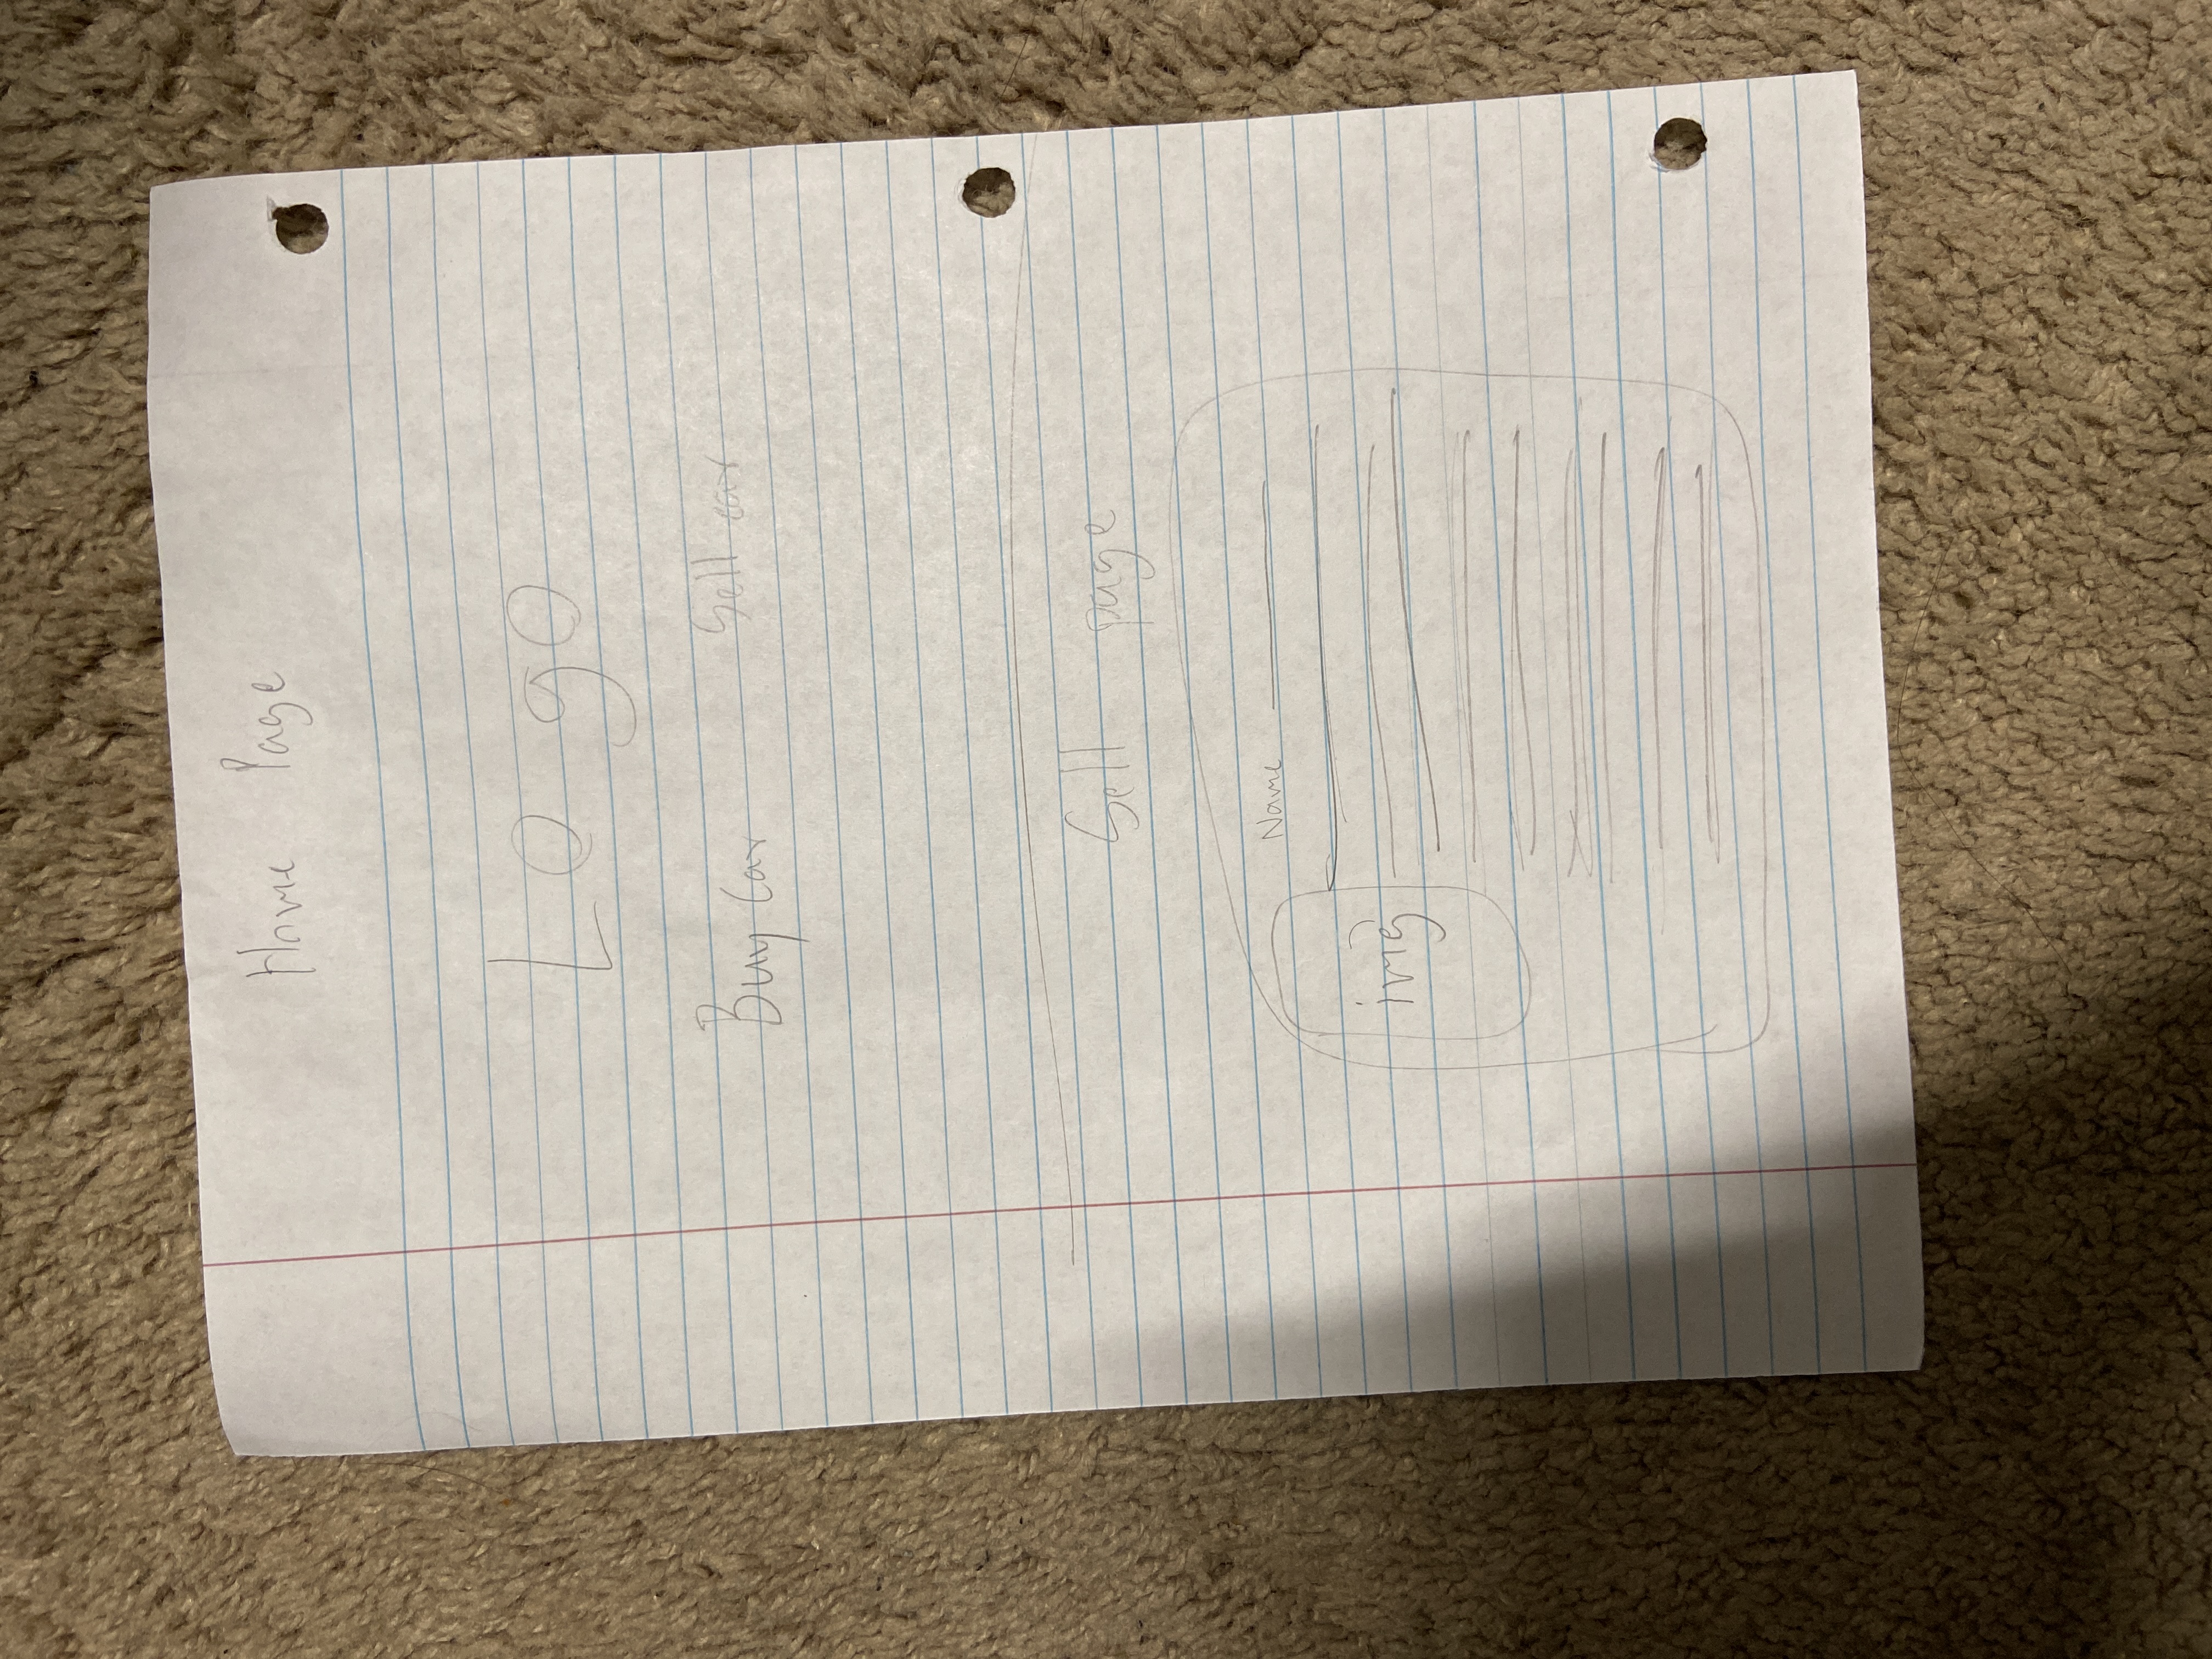 Home Page
Logo
Buy Car Sell car
Sell page
Name
img